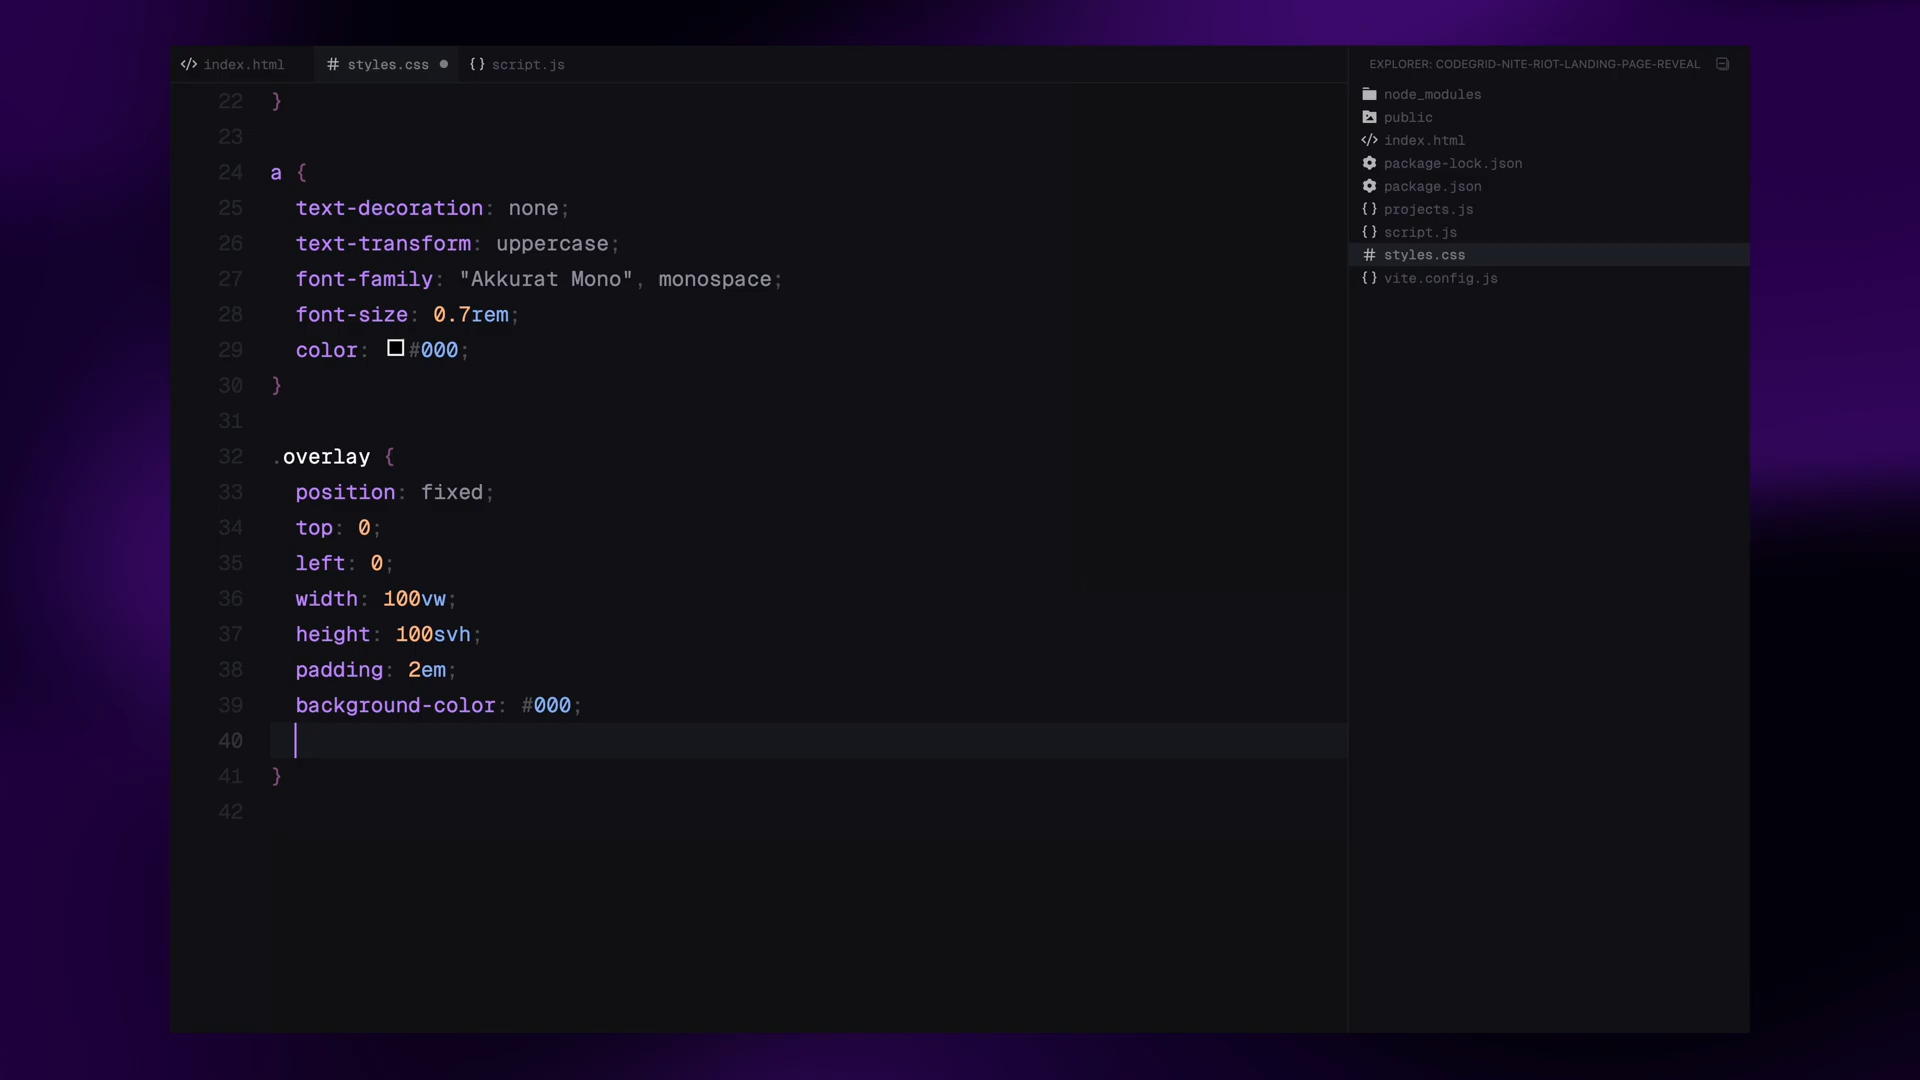 index.html
styles.css
script.js
22 }
23
24 a {
25 text-decoration: none;
26 text-transform: uppercase;
27 font-family: "Akkurat Mono", monospace;
28 font-size: 0.7rem;
29 color: #000;
30 }
31
32 .overlay {
33 position: fixed;
34 top: 0;
35 left: 0;
36 width: 100vw;
37 height: 100svh;
38 padding: 2em;
39 background-color: #000;
40
41 }
42
EXPLORER: CODEGRID-NITE-RIOT-LANDING-PAGE-REVEAL
node_modules
public
index.html
package-lock.json
package.json
projects.js
script.js
styles.css
vite.config.js